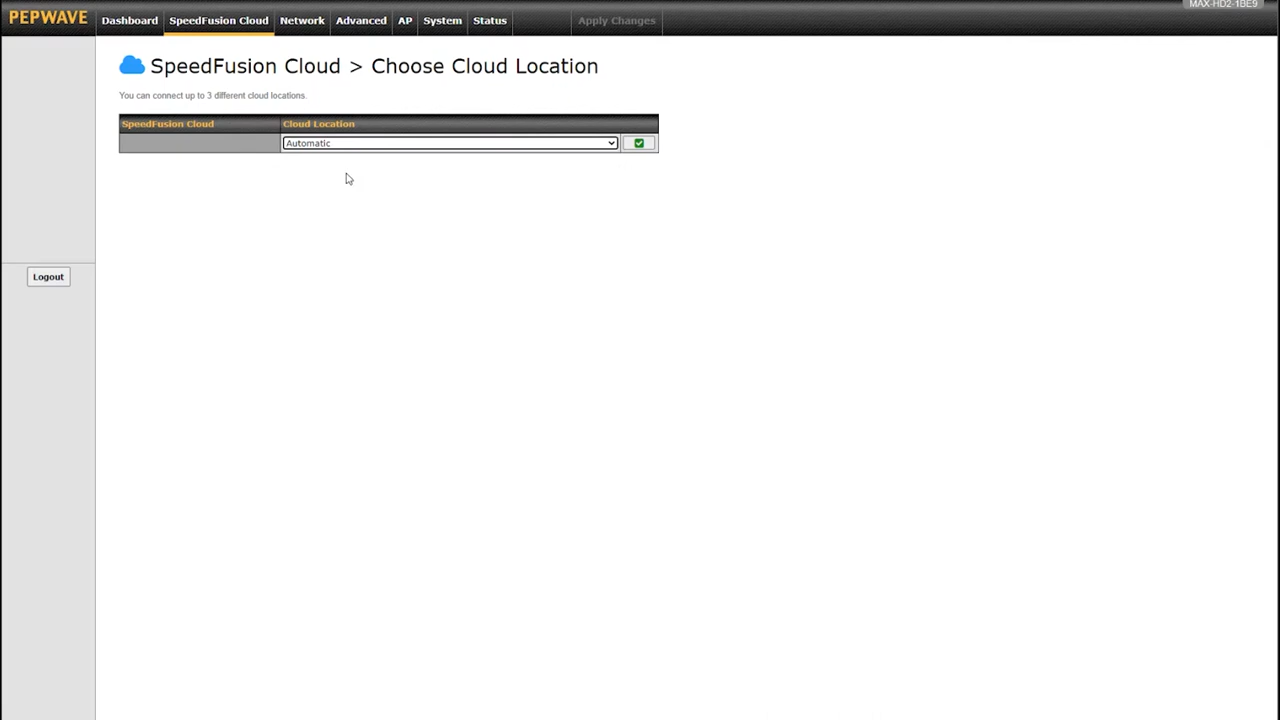 MAX-HD2-1BE9
PEPWAVE Dashboard SpeedFusion Cloud Network Advanced AP System Status Apply Changes
SpeedFusion Cloud > Choose Cloud Location
You can connect up to 3 different cloud locations.
SpeedFusion Cloud Cloud Location
Automatic
Logout